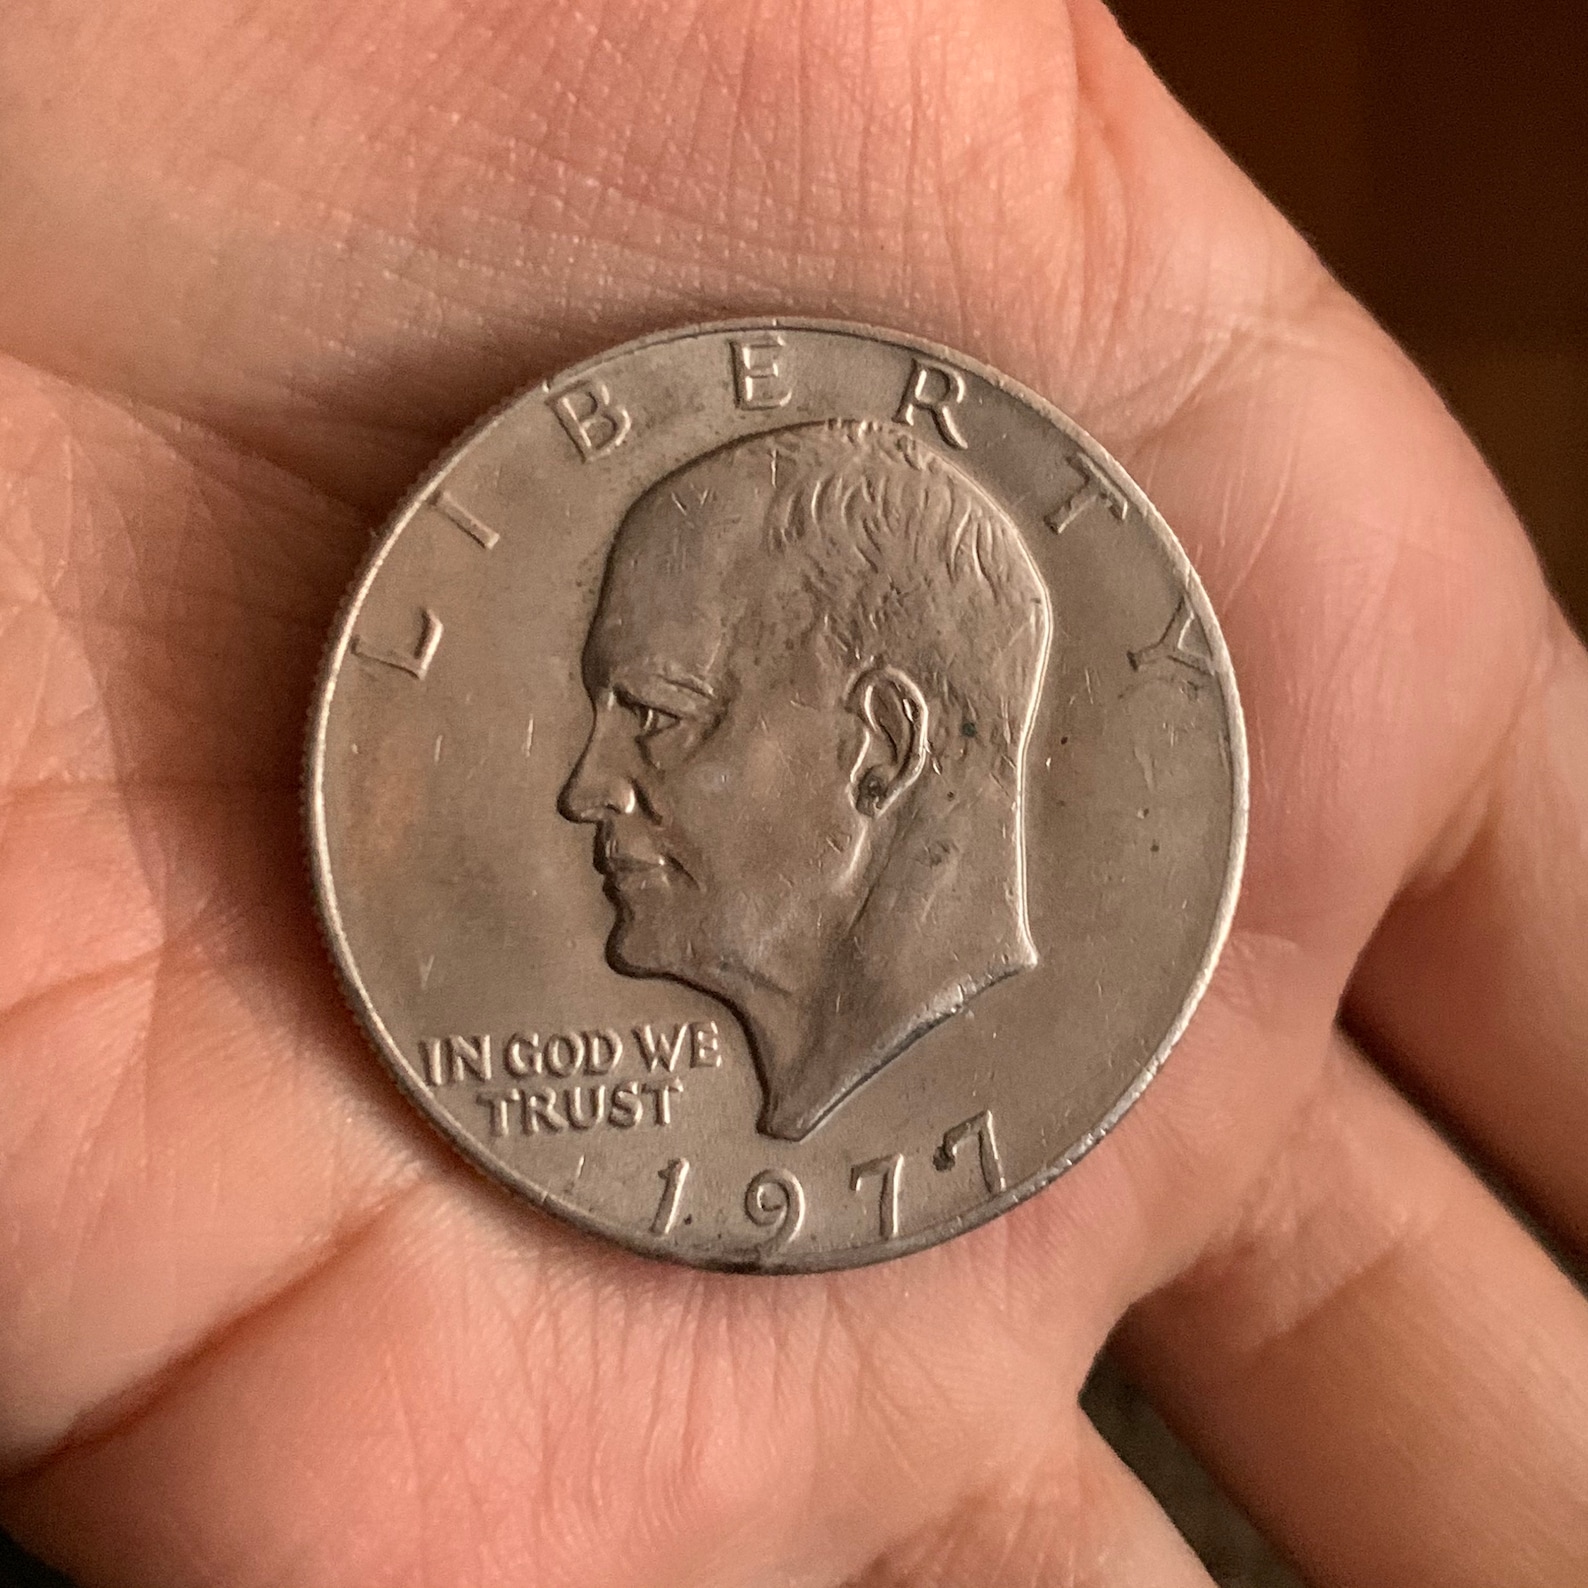 LIBERTY
IN GOD WE
TRUST
1977